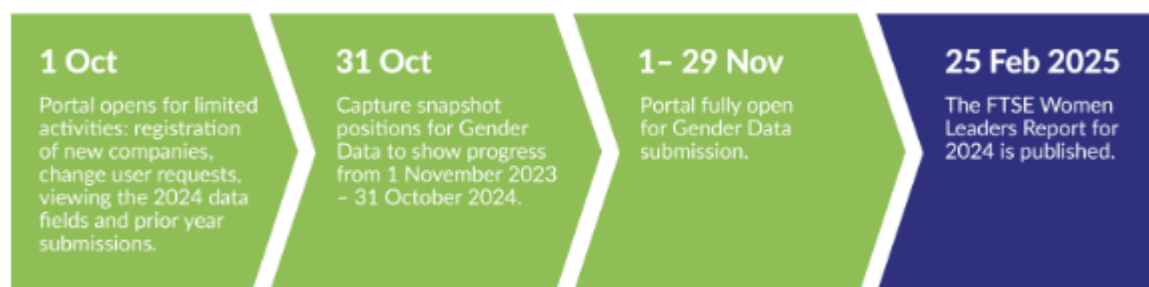 1 Oct
Portal opens for limited
activities: registration
of new companies,
change user requests,
viewing the 2024 data
fields and prior year
submissions.
31 Oct
Capture snapshot
positions for Gender
Data to show progress
from 1 November 2023
– 31 October 2024.
1– 29 Nov
Portal fully open
for Gender Data
submission.
25 Feb 2025
The FTSE Women
Leaders Report for
2024 is published.